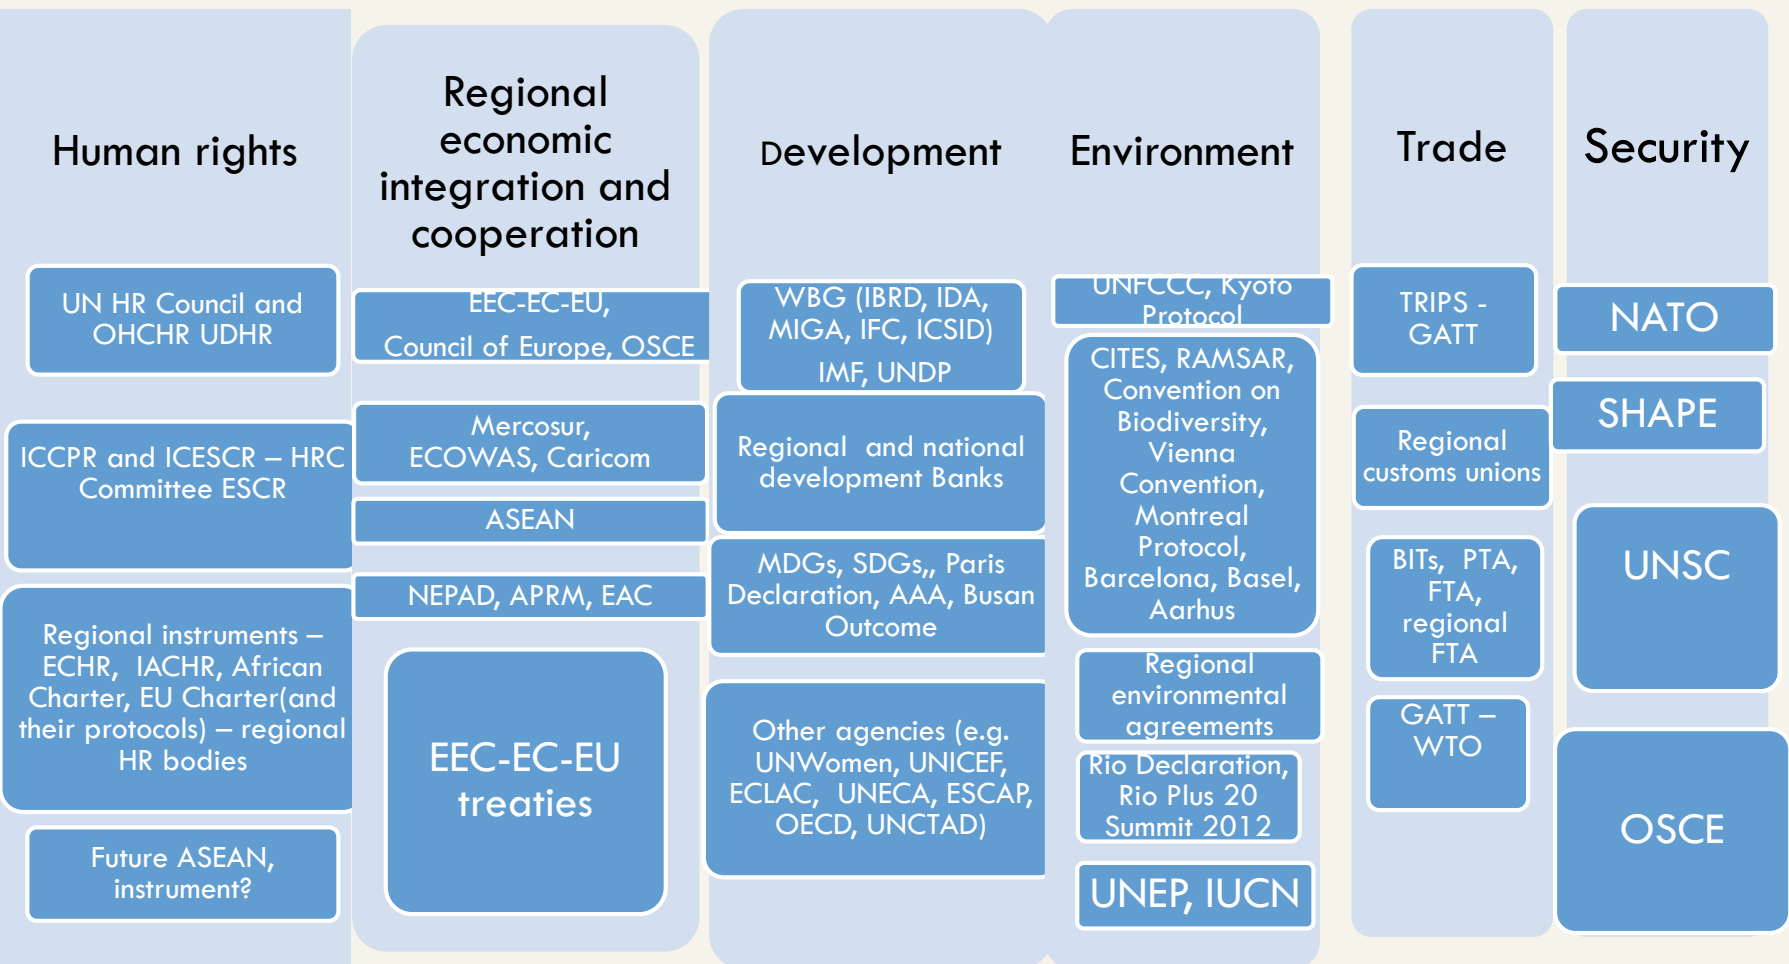 Human rights
UN HR Council and
OHCHR UDHR
ICCPR and ICESCR – HRC
Committee ESCR
Regional instruments –
ECHR, IACHR, African
Charter, EU Charter(and
their protocols) – regional
HR bodies
Future ASEAN,
instrument?
Regional
economic
integration and
cooperation
EEC-EC-EU,
Council of Europe, OSCE
Mercosur,
ECOWAS, Caricom
ASEAN
NEPAD, APRM, EAC
EEC-EC-EU
treaties
Development
WBG (IBRD, IDA,
MIGA, IFC, ICSID)
IMF, UNDP
Regional and national
development Banks
MDGs, SDGs,, Paris
Declaration, AAA, Busan
Outcome
Other agencies (e.g.
UNWomen, UNICEF,
ECLAC, UNECA, ESCAP,
OECD, UNCTAD)
Environment
UNFCCC, Kyoto
Protocol
CITES, RAMSAR,
Convention on
Biodiversity,
Vienna
Convention,
Montreal
Protocol,
Barcelona, Basel,
Aarhus
Regional
environmental
agreements
Rio Declaration,
Rio Plus 20
Summit 2012
UNEP, IUCN
Trade
TRIPS -
GATT
Regional
customs unions
BITs, PTA,
FTA,
regional
FTA
GATT –
WTO
Security
NATO
SHAPE
UNSC
OSCE